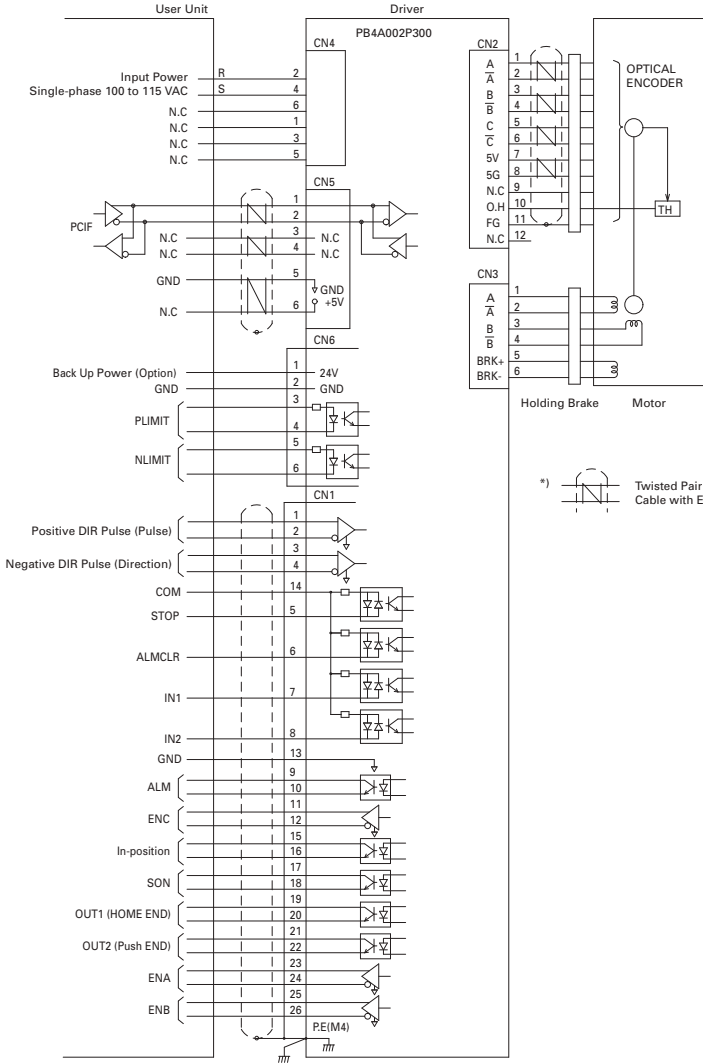 User Unit
Driver
PB4A002P300
CN4
Input Power R 2
Single-phase 100 to 115 VAC S 4
N.C 6
N.C 1
N.C 3
N.C 5
CN5
PCIF
1
2
N.C 3 N.C
N.C 4 N.C
GND 5 GND
N.C 6 +5V
CN6
Back Up Power (Option) 1 24V
GND 2 GND
PLIMIT 3
4
NLIMIT 5
6
CN1
Positive DIR Pulse (Pulse) 1
2
Negative DIR Pulse (Direction) 3
4
COM 14
STOP 5
ALMCLR 6
IN1 7
IN2 8
GND 13
ALM 9
10
ENC 11
12
In-position 15
16
SON 17
18
OUT1 (HOME END) 19
20
OUT2 (Push END) 21
22
ENA 23
24
ENB 25
26
P.E(M4)
CN2
A 1
A̅ 2
B 3
B̅ 4
C 5
C̅ 6
5V 7
5G 8
N.C 9
O.H 10
FG 11
N.C 12
OPTICAL
ENCODER
TH
CN3
A 1
A̅ 2
B 3
B̅ 4
BRK+ 5
BRK- 6
Holding Brake
Motor
*) Twisted Pair
Cable with E